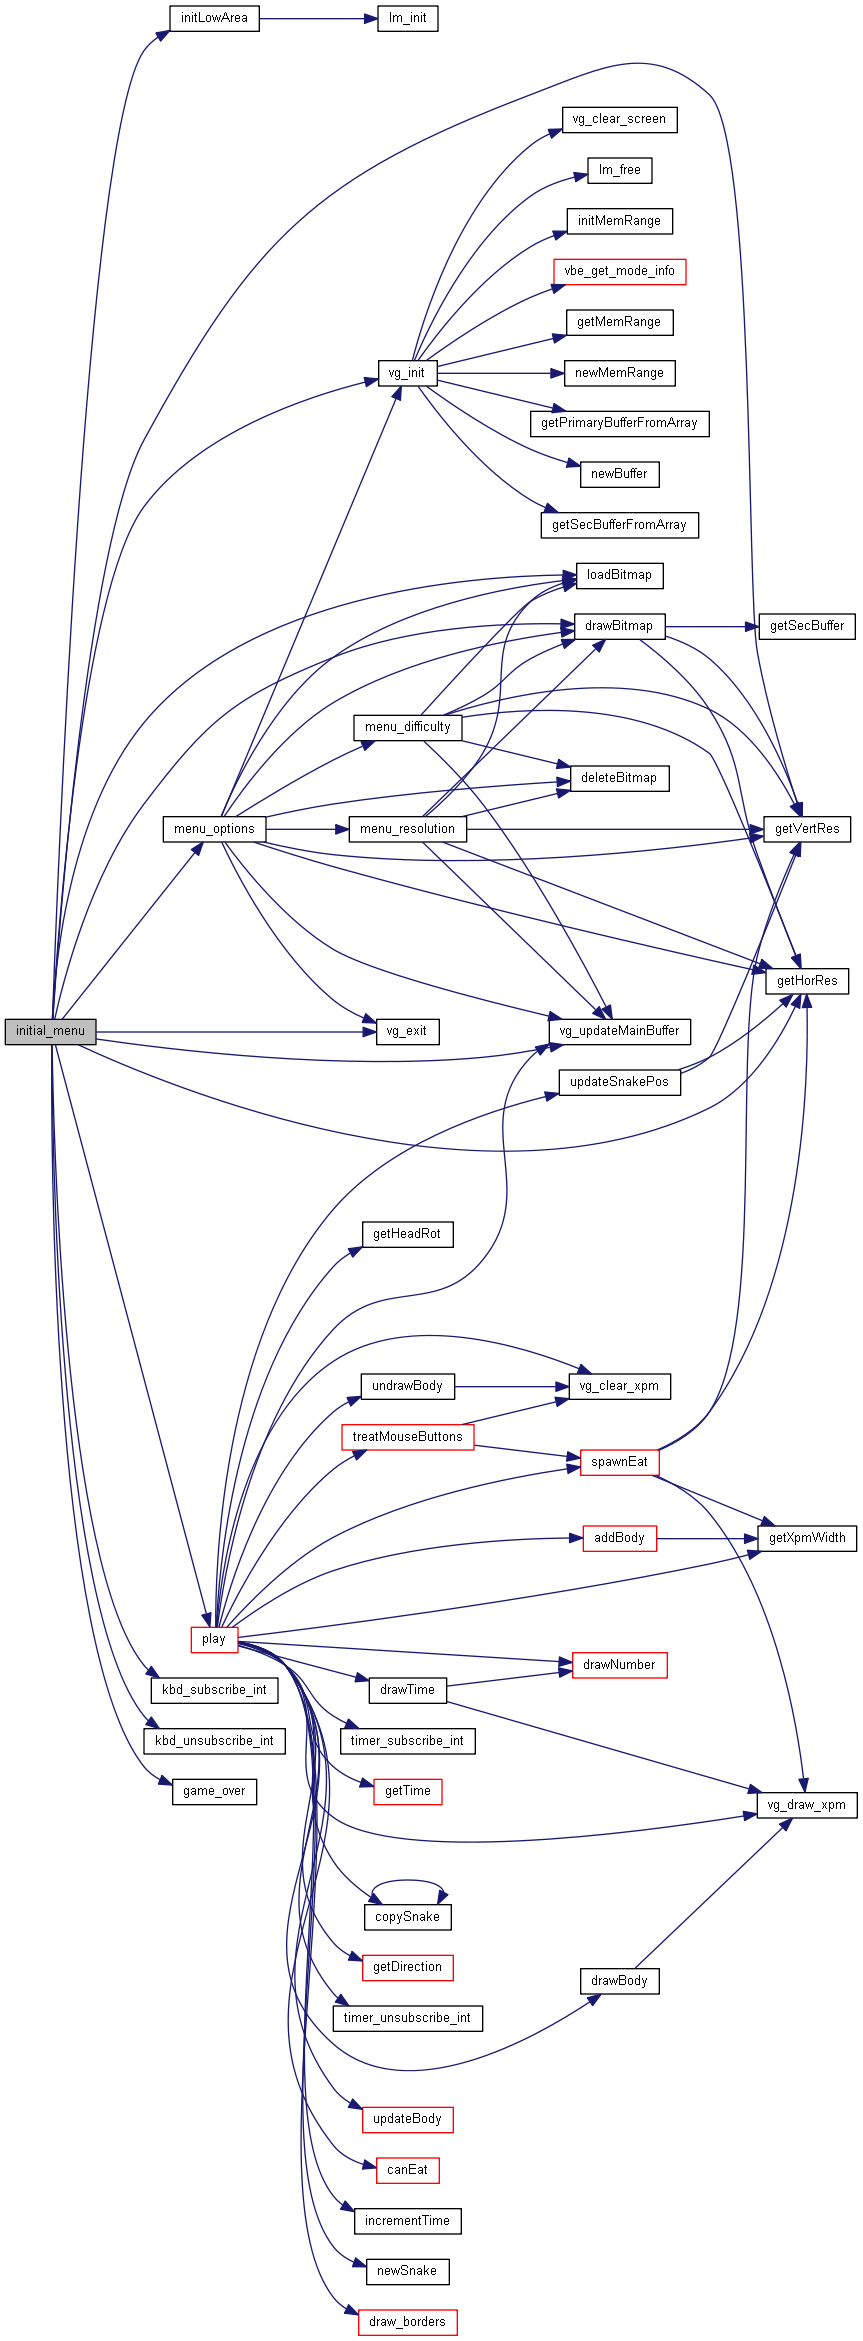 initLowArea
lm_init
vg_clear_screen
lm_free
initMemRange
vbe_get_mode_info
getMemRange
vg_init
newMemRange
getPrimaryBufferFromArray
newBuffer
getSecBufferFromArray
loadBitmap
drawBitmap
getSecBuffer
menu_difficulty
deleteBitmap
menu_options
menu_resolution
getVertRes
getHorRes
initial_menu
vg_exit
vg_updateMainBuffer
updateSnakePos
getHeadRot
undrawBody
vg_clear_xpm
treatMouseButtons
spawnEat
addBody
getXpmWidth
play
drawNumber
kbd_subscribe_int
drawTime
kbd_unsubscribe_int
timer_subscribe_int
game_over
getTime
vg_draw_xpm
copySnake
getDirection
drawBody
timer_unsubscribe_int
updateBody
canEat
incrementTime
newSnake
draw_borders